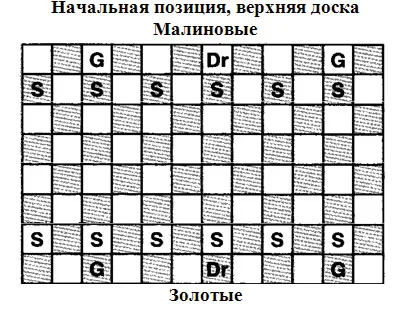 Начальная позиция, верхняя доска
Малиновые
G Dr G
S S S S S S
S S S S S S
G Dr G
Золотые